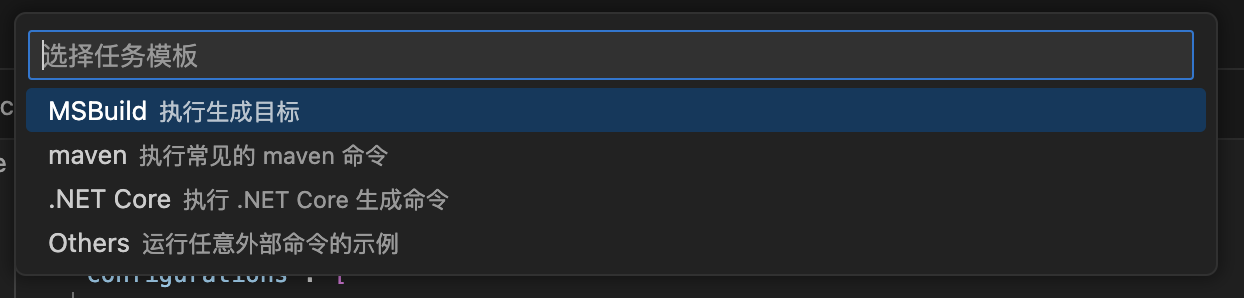 选择任务模板
MSBuild 执行生成目标
maven 执行常见的 maven 命令
.NET Core 执行 .NET Core 生成命令
Others 运行任意外部命令的示例
configurations : [